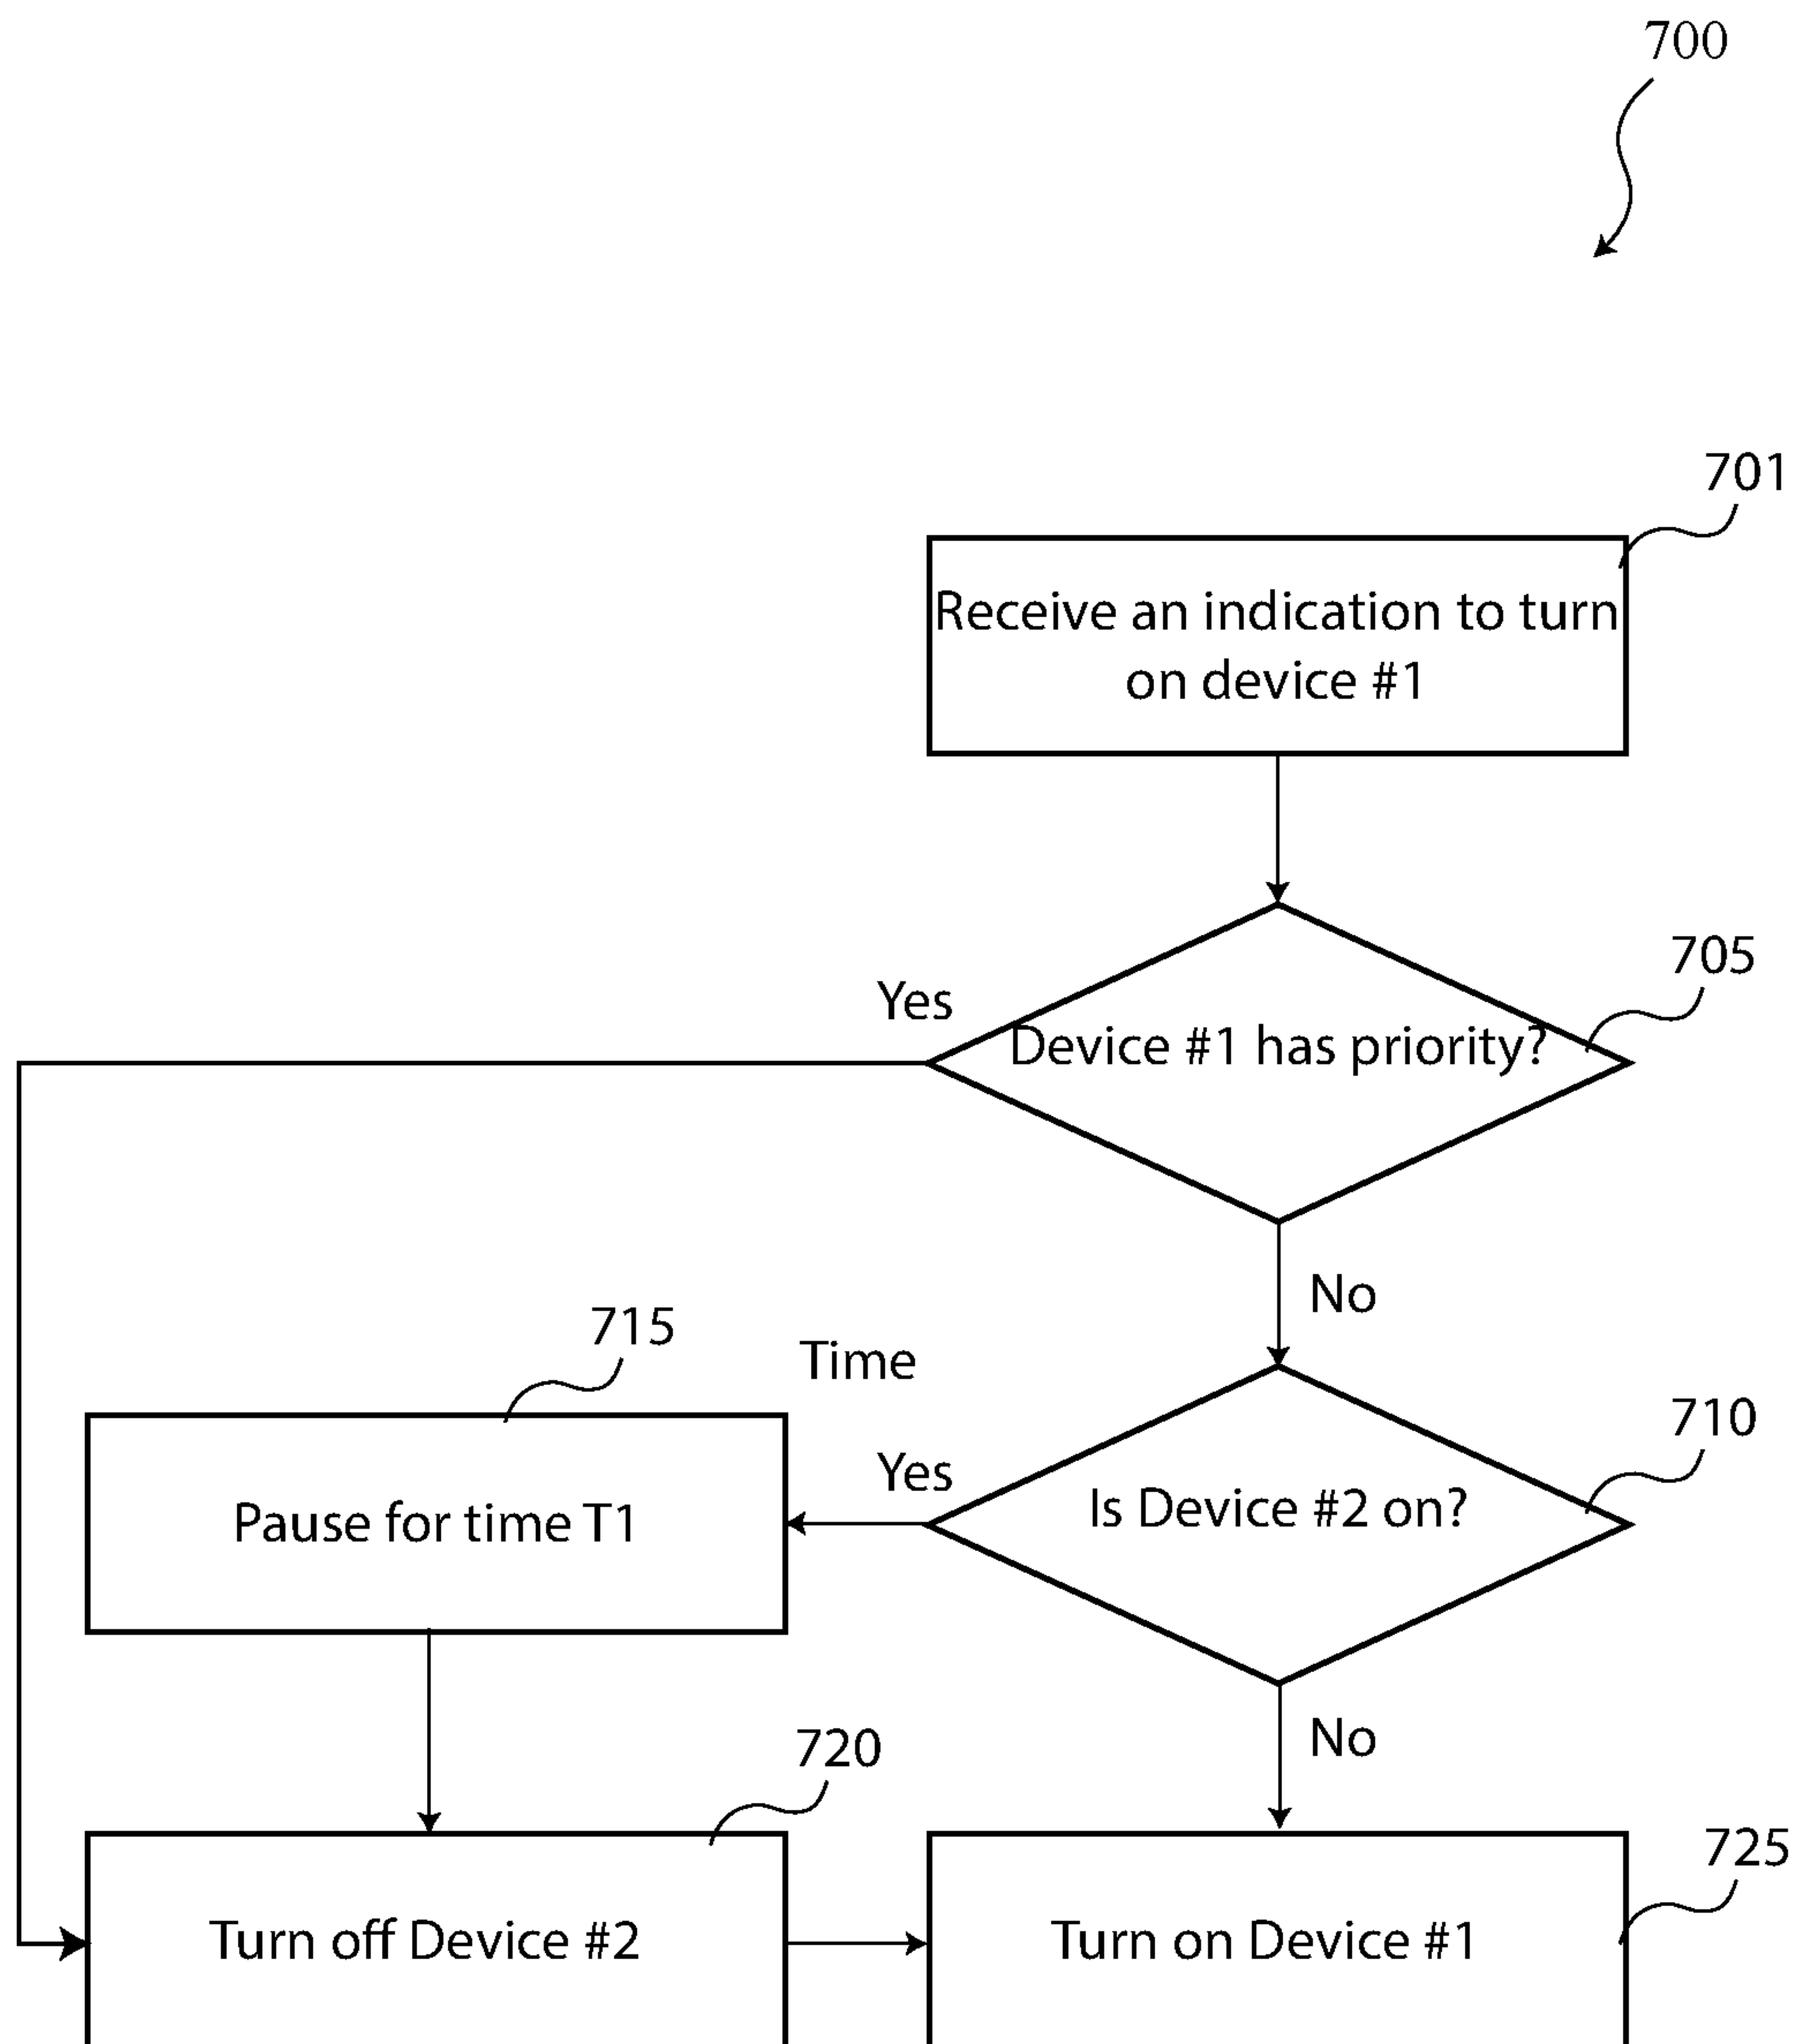 700
701
Receive an indication to turn
on device #1
705
Yes
Device #1 has priority?
No
715
Time
710
Yes
Pause for time T1
Is Device #2 on?
720
No
725
Turn off Device #2
Turn on Device #1